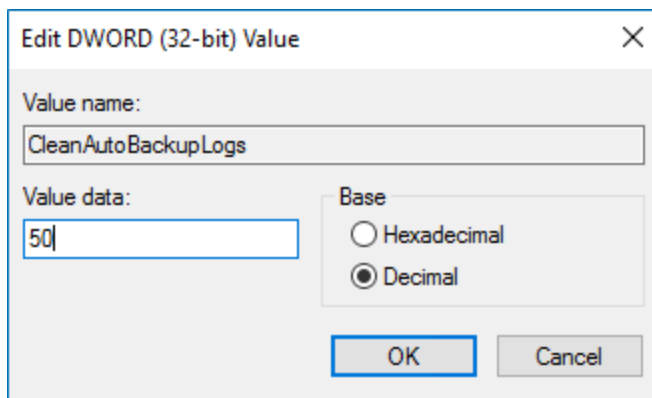 Edit DWORD (32-bit) Value
Value name:
CleanAutoBackupLogs
Value data:
50
Base
Hexadecimal
Decimal
OK
Cancel